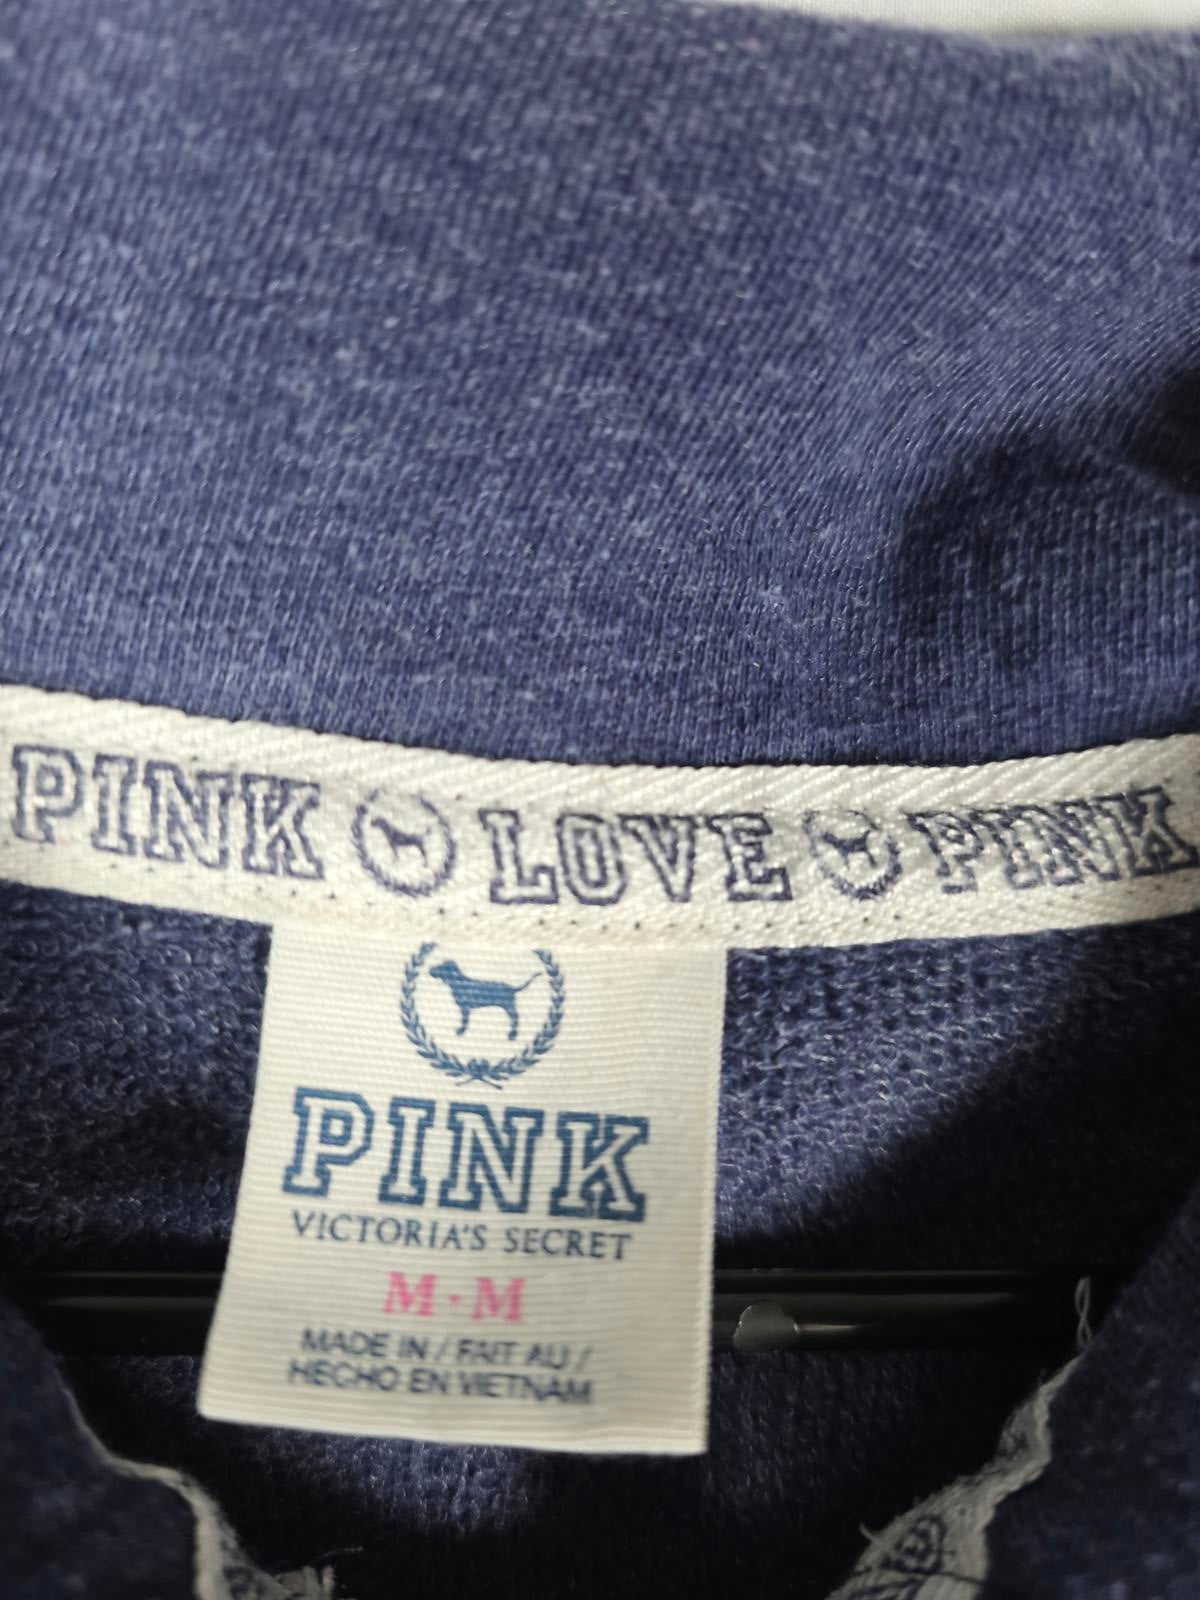 PINK LOVE PINK
PINK
VICTORIA'S SECRET
M·M
MADE IN / FAIT AU /
HECHO EN VIETNAM